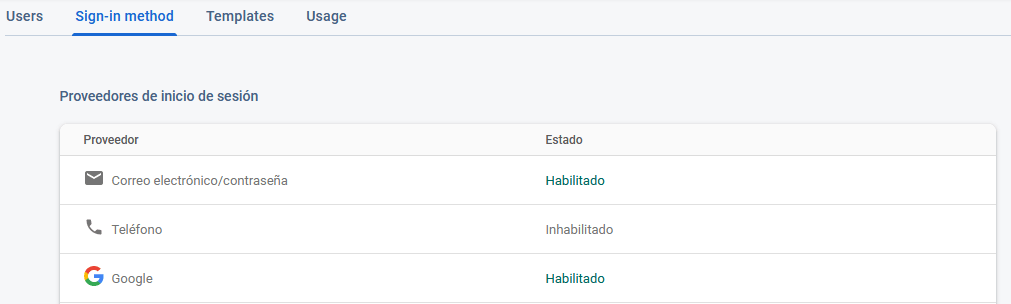 Users Sign-in method Templates Usage
Proveedores de inicio de sesión
Proveedor Estado
Correo electrónico/contraseña Habilitado
Teléfono Inhabilitado
Google Habilitado